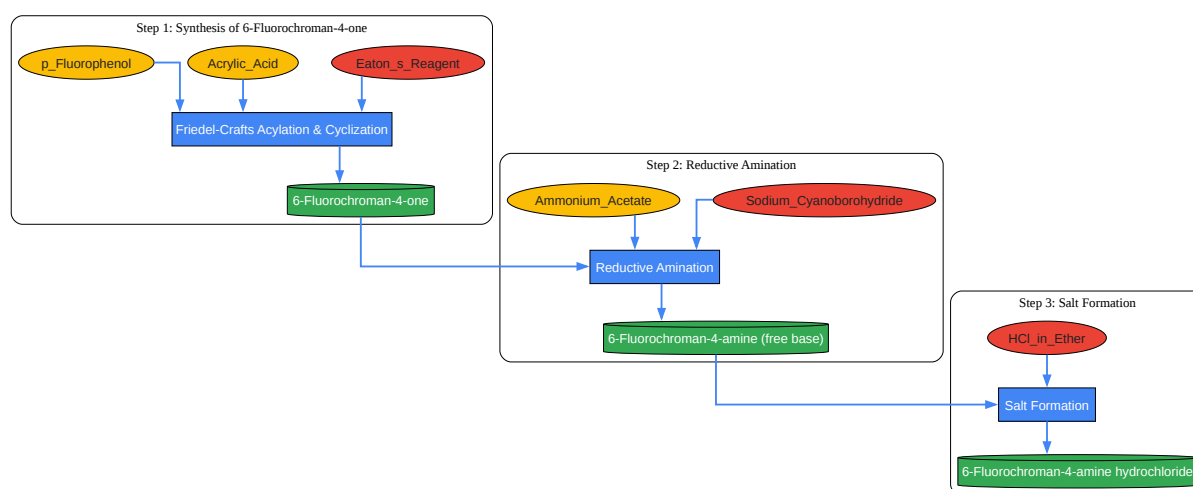 Step 1: Synthesis of 6-Fluorochroman-4-one
p_Fluorophenol
Acrylic_Acid
Eaton_s_Reagent
Friedel-Crafts Acylation & Cyclization
6-Fluorochroman-4-one
Step 2: Reductive Amination
Ammonium_Acetate
Sodium_Cyanoborohydride
Reductive Amination
6-Fluorochroman-4-amine (free base)
Step 3: Salt Formation
HCl_in_Ether
Salt Formation
6-Fluorochroman-4-amine hydrochloride